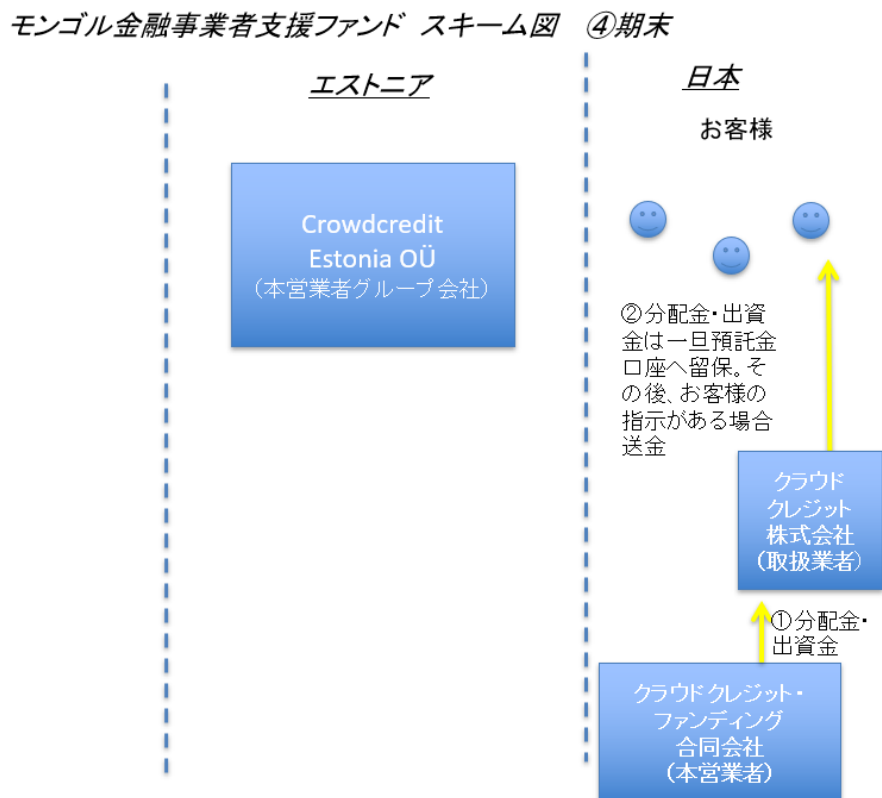 モンゴル金融事業者支援ファンド スキーム図 ④期末
エストニア
日本
お客様
Crowdcredit
Estonia OÜ
(本営業者グループ会社)
②分配金・出資
金は一旦預託金
口座へ留保。そ
の後、お客様の
指示がある場合
送金
クラウド
クレジット
株式会社
(取扱業者)
①分配金・
出資金
クラウドクレジット・
ファンディング
合同会社
(本営業者)